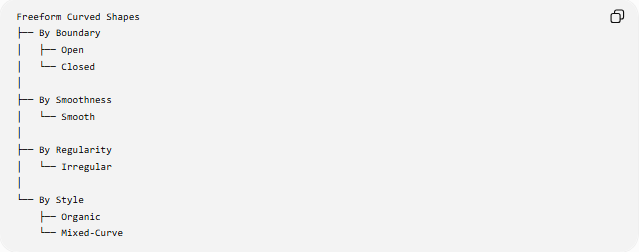 Freeform Curved Shapes
├── By Boundary
│   ├── Open
│   └── Closed
│
├── By Smoothness
│   └── Smooth
│
├── By Regularity
│   └── Irregular
│
└── By Style
    ├── Organic
    └── Mixed-Curve